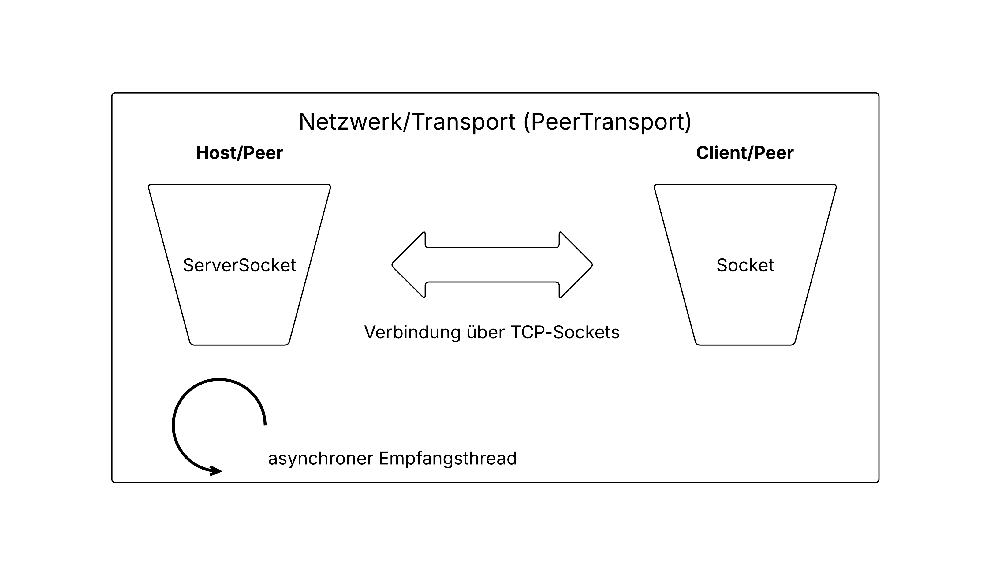 Netzwerk/Transport (PeerTransport)
Host/Peer
Client/Peer
ServerSocket
Socket
Verbindung über TCP-Sockets
asynchroner Empfangsthread